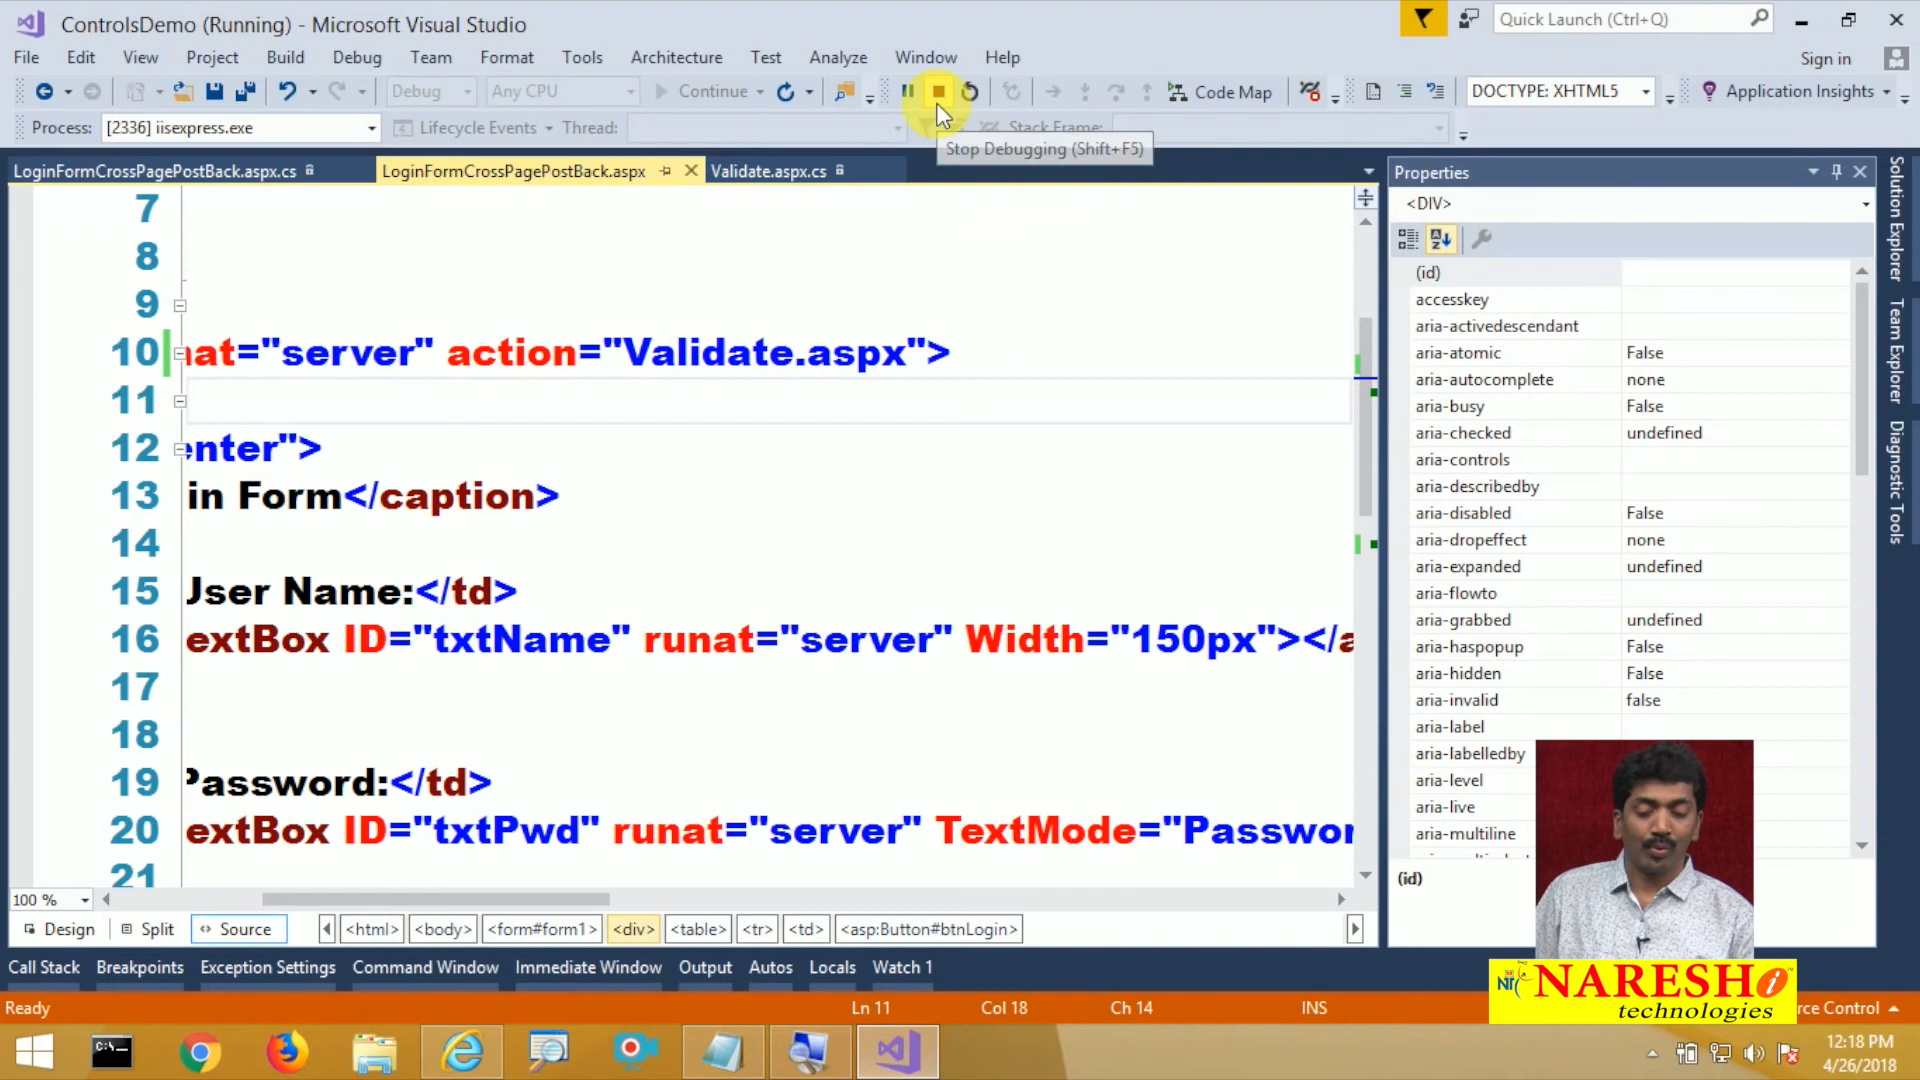 ControlsDemo (Running) - Microsoft Visual Studio
Quick Launch (Ctrl+Q)
File Edit View Project Build Debug Team Format Tools Architecture Test Analyze Window Help
Sign in
Debug Any CPU Continue Code Map DOCTYPE: XHTML5 Application Insights
Process: [2336] iisexpress.exe Lifecycle Events Thread: Stack Frame:
Stop Debugging (Shift+F5)
LoginFormCrossPagePostBack.aspx.cs LoginFormCrossPagePostBack.aspx Validate.aspx.cs
7
8
9
10 nat="server" action="Validate.aspx">
11
12 enter">
13 in Form</caption>
14
15 User Name:</td>
16 extBox ID="txtName" runat="server" Width="150px"></a
17
18
19 Password:</td>
20 extBox ID="txtPwd" runat="server" TextMode="Passwor
21
100 %
Design Split Source <html> <body> <form#form1> <div> <table> <tr> <td> <asp:Button#btnLogin>
Properties
<DIV>
(id)
accesskey
aria-activedescendant
aria-atomic False
aria-autocomplete none
aria-busy False
aria-checked undefined
aria-controls
aria-describedby
aria-disabled False
aria-dropeffect none
aria-expanded undefined
aria-flowto
aria-grabbed undefined
aria-haspopup False
aria-hidden False
aria-invalid false
aria-label
aria-labelledby
aria-level
aria-live
aria-multiline
(id)
Solution Explorer
Team Explorer
Diagnostic Tools
Call Stack Breakpoints Exception Settings Command Window Immediate Window Output Autos Locals Watch 1
Ready Ln 11 Col 18 Ch 14 INS rce Control
NARESH i
technologies
12:18 PM
4/26/2018